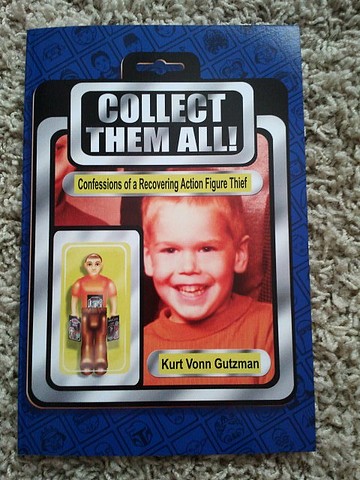 COLLECT
THEM ALL!
Confessions of a Recovering Action Figure Thief
Kurt Vonn Gutzman